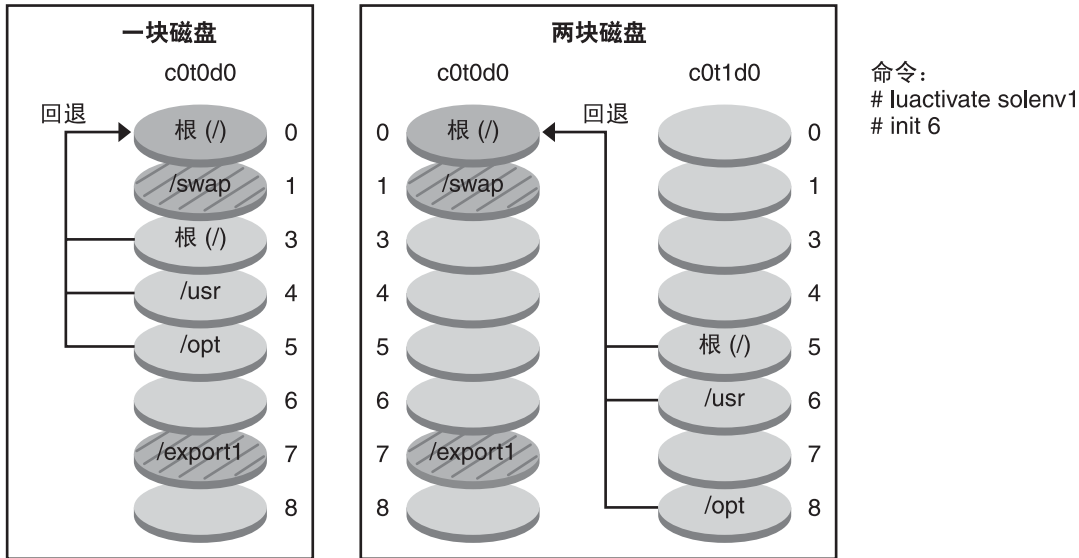 一块磁盘
c0t0d0
回退
根 (/) 0
/swap 1
根 (/) 3
/usr 4
/opt 5
6
/export1 7
8
两块磁盘
c0t0d0
0 根 (/)
1 /swap
3
4
5
6
7 /export1
8
回退
c0t1d0
0
1
3
4
根 (/) 5
/usr 6
7
/opt 8
命令：
# luactivate solenv1
# init 6